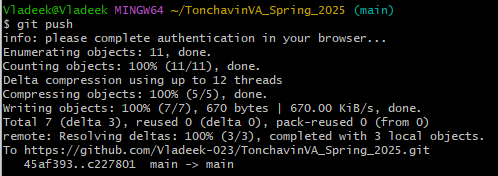 Vladeek@Vladeek MINGW64 ~/TonchavinVA_Spring_2025 (main)
$ git push
info: please complete authentication in your browser...
Enumerating objects: 11, done.
Counting objects: 100% (11/11), done.
Delta compression using up to 12 threads
Compressing objects: 100% (5/5), done.
Writing objects: 100% (7/7), 670 bytes | 670.00 KiB/s, done.
Total 7 (delta 3), reused 0 (delta 0), pack-reused 0 (from 0)
remote: Resolving deltas: 100% (3/3), completed with 3 local objects.
To https://github.com/Vladeek-023/TonchavinVA_Spring_2025.git
45af393..c227801 main -> main